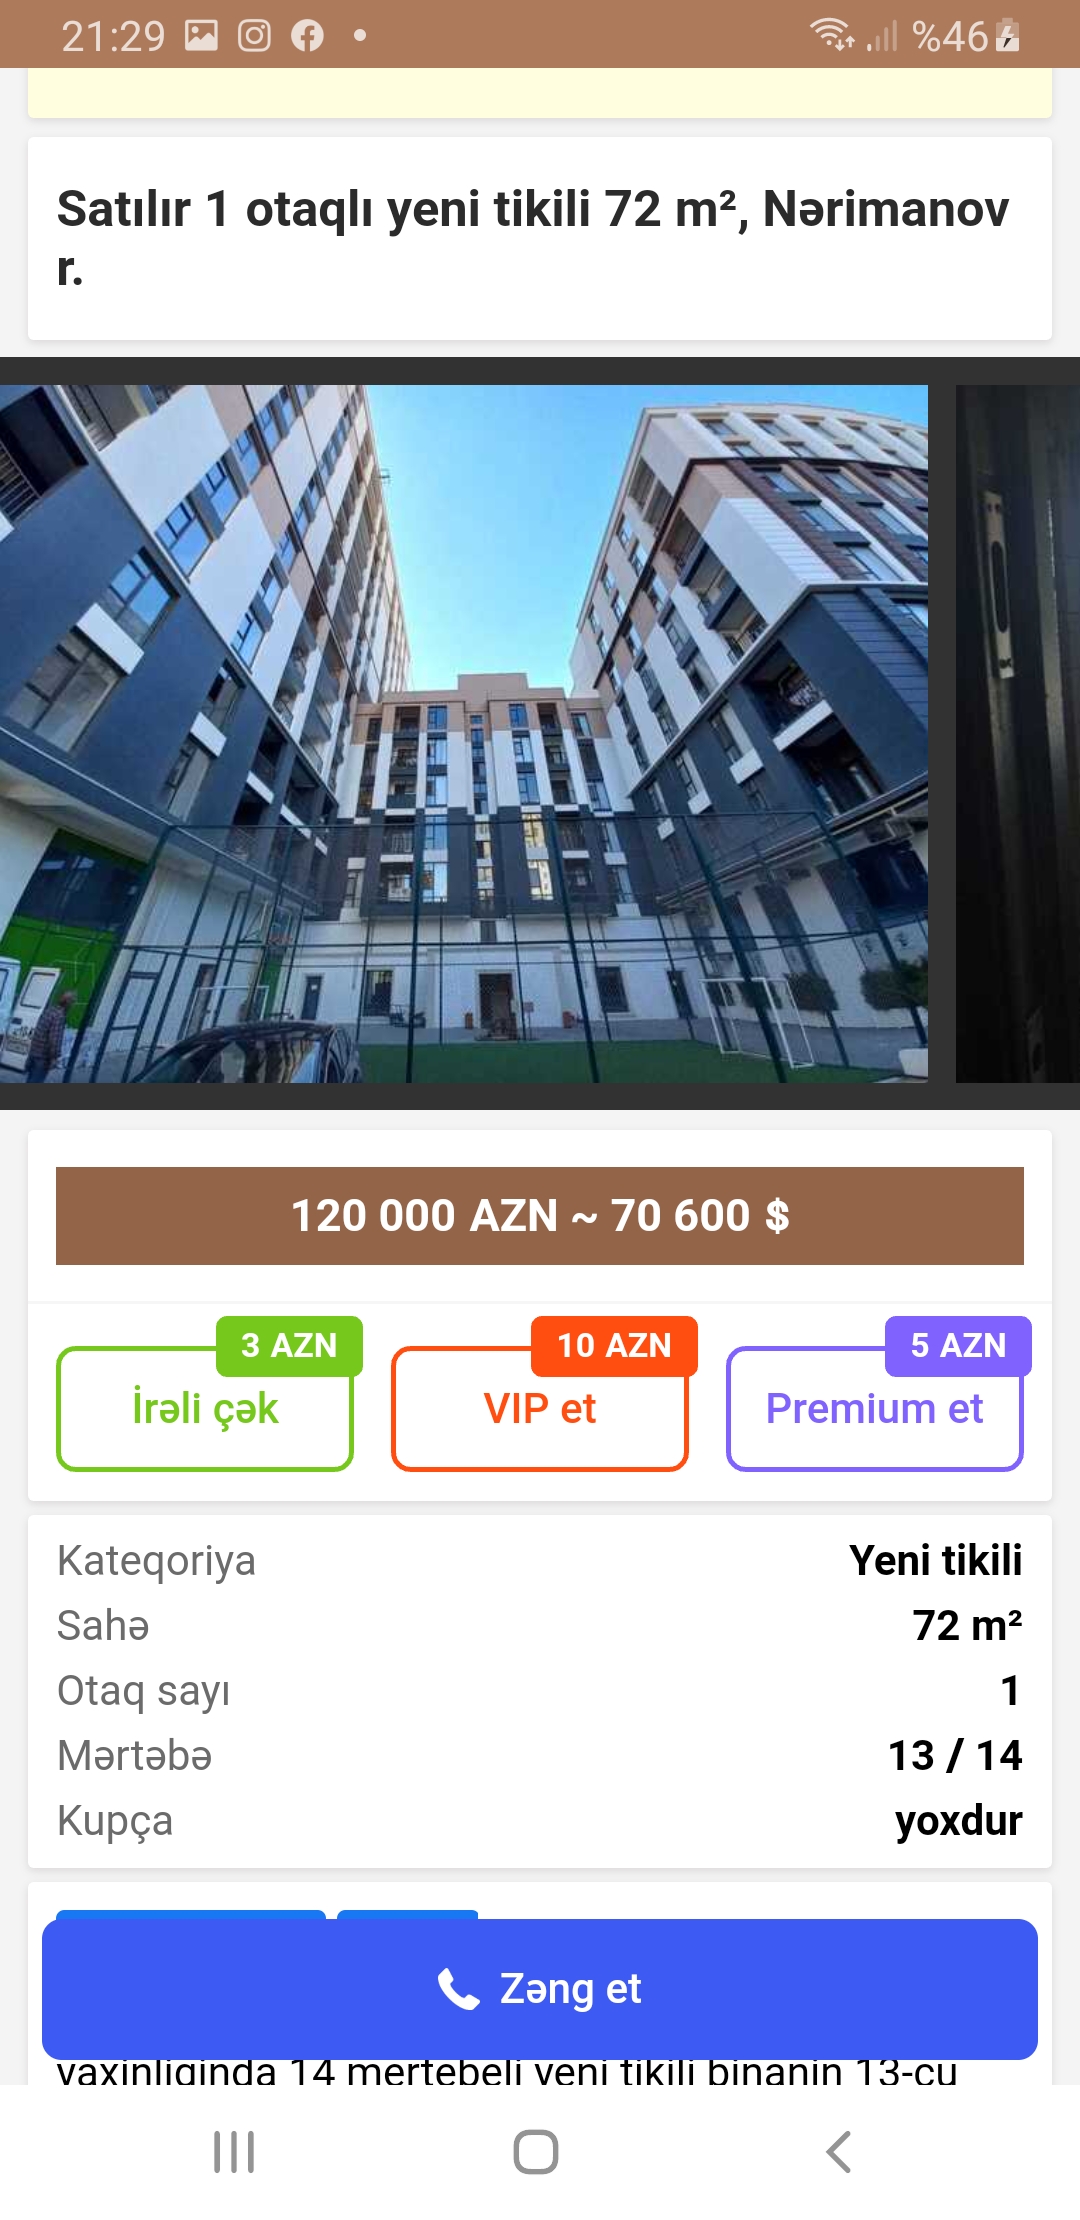 21:29
%46
Satılır 1 otaqlı yeni tikili 72 m², Nərimanov
r.
120 000 AZN ~ 70 600 $
3 AZN
10 AZN
5 AZN
İrəli çək
VIP et
Premium et
Kateqoriya Yeni tikili
Sahə 72 m²
Otaq sayı 1
Mərtəbə 13 / 14
Kupça yoxdur
Zəng et
yaxinliginda 14 mertebeli yeni tikili binanin 13-cu